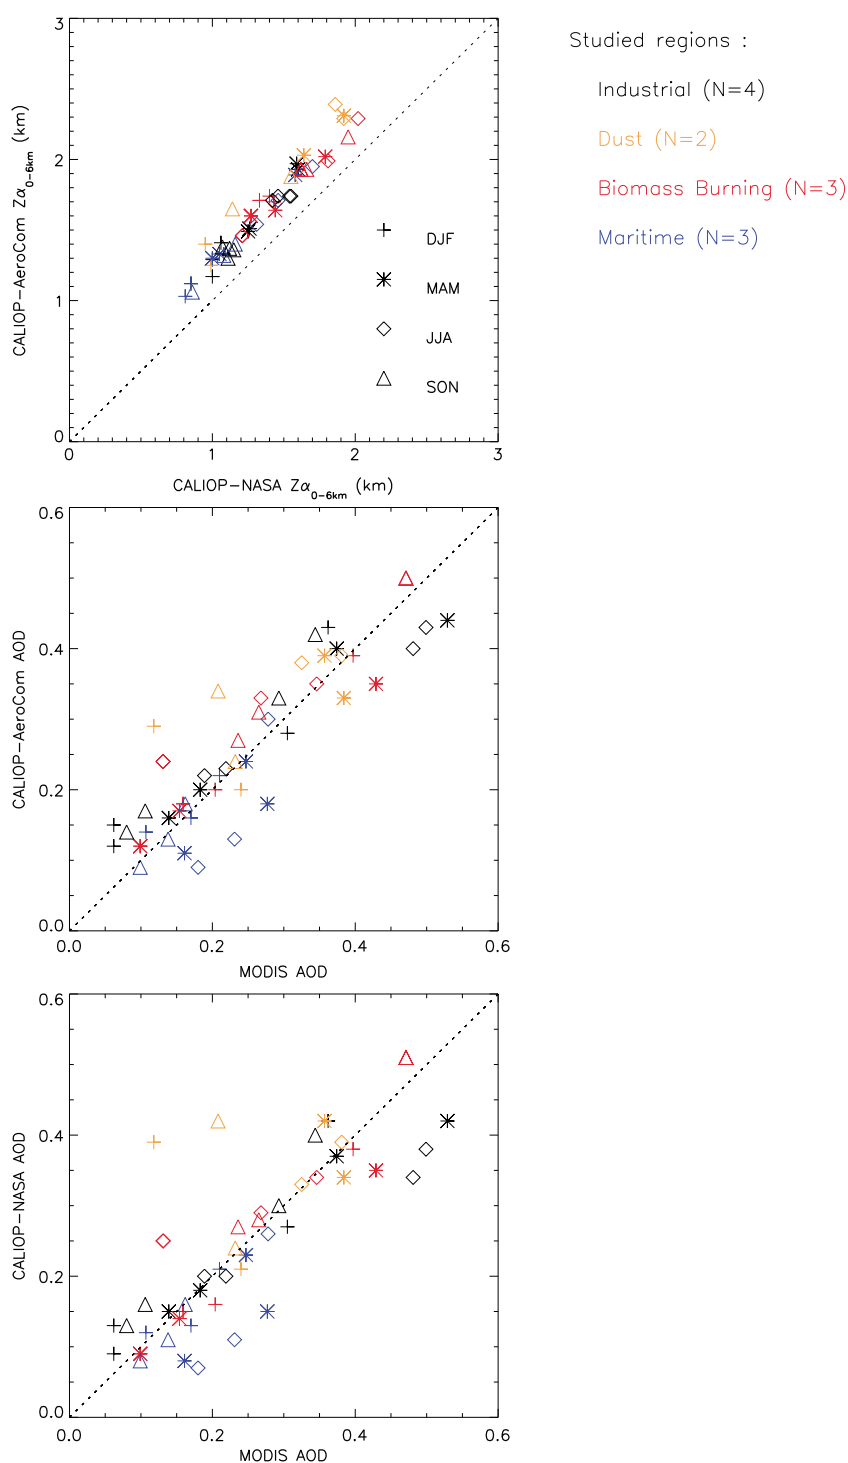 3
2
1
0
0
1
2
3
CALIOP-AeroCom Zα0-6km (km)
CALIOP-NASA Zα0-6km (km)
DJF
MAM
JJA
SON
Studied regions :
Industrial (N=4)
Dust (N=2)
Biomass Burning (N=3)
Maritime (N=3)
0.6
0.4
0.2
0.0
0.0
0.2
0.4
0.6
CALIOP-AeroCom AOD
MODIS AOD
0.6
0.4
0.2
0.0
0.0
0.2
0.4
0.6
CALIOP-NASA AOD
MODIS AOD